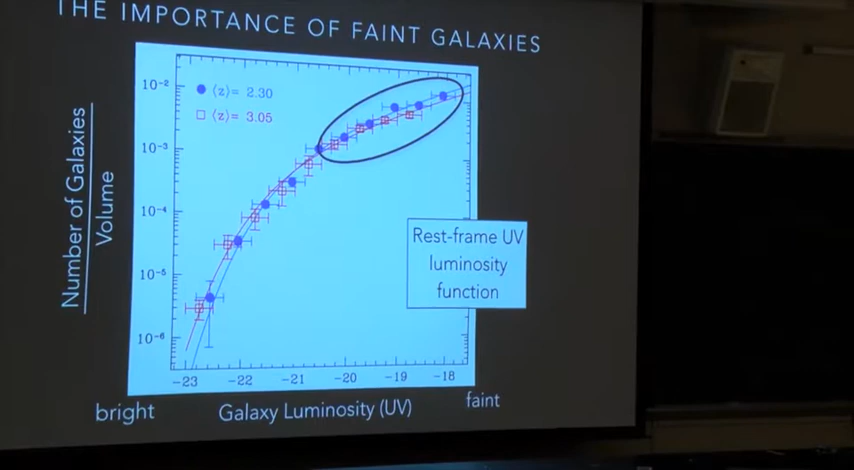 THE IMPORTANCE OF FAINT GALAXIES
⟨z⟩= 2.30
⟨z⟩= 3.05
Number of Galaxies
Volume
10⁻²
10⁻³
10⁻⁴
10⁻⁵
10⁻⁶
Rest-frame UV
luminosity
function
−23 −22 −21 −20 −19 −18
bright Galaxy Luminosity (UV) faint